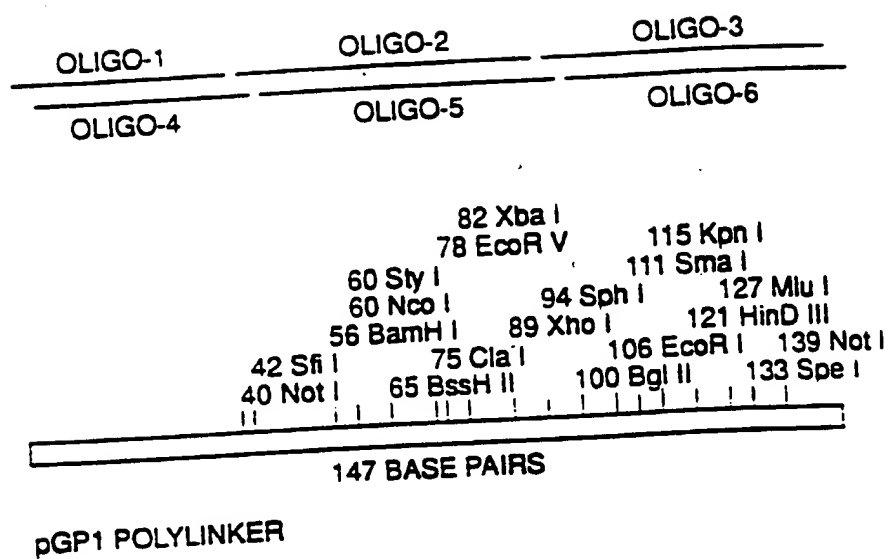 OLIGO-1 OLIGO-2 OLIGO-3
OLIGO-4 OLIGO-5 OLIGO-6
82 Xba I
78 EcoR V 115 Kpn I
60 Sty I 111 Sma I
60 Nco I 94 Sph I 127 Mlu I
56 BamH I 89 Xho I 121 HinD III
42 Sfi I 75 Cla I 106 EcoR I 139 Not I
40 Not I 65 BssH II 100 Bgl II 133 Spe I
147 BASE PAIRS
pGP1 POLYLINKER